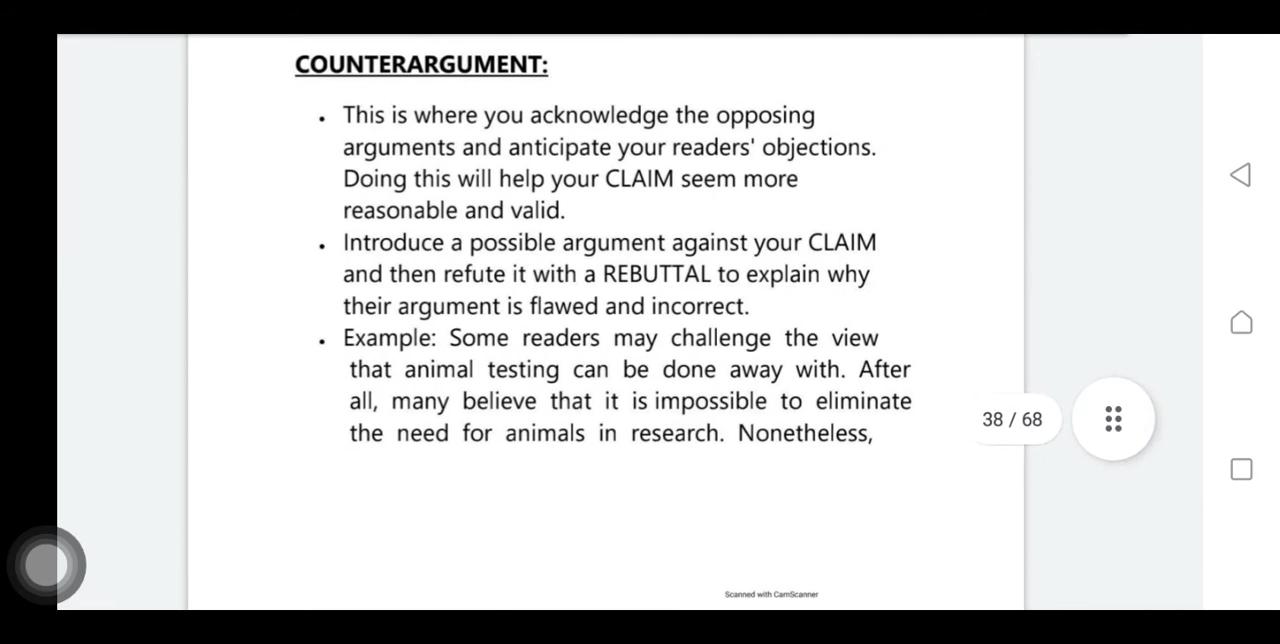 COUNTERARGUMENT:
• This is where you acknowledge the opposing
arguments and anticipate your readers' objections.
Doing this will help your CLAIM seem more
reasonable and valid.
• Introduce a possible argument against your CLAIM
and then refute it with a REBUTTAL to explain why
their argument is flawed and incorrect.
• Example: Some readers may challenge the view
that animal testing can be done away with. After
all, many believe that it is impossible to eliminate
the need for animals in research. Nonetheless,
38 / 68
Scanned with CamScanner